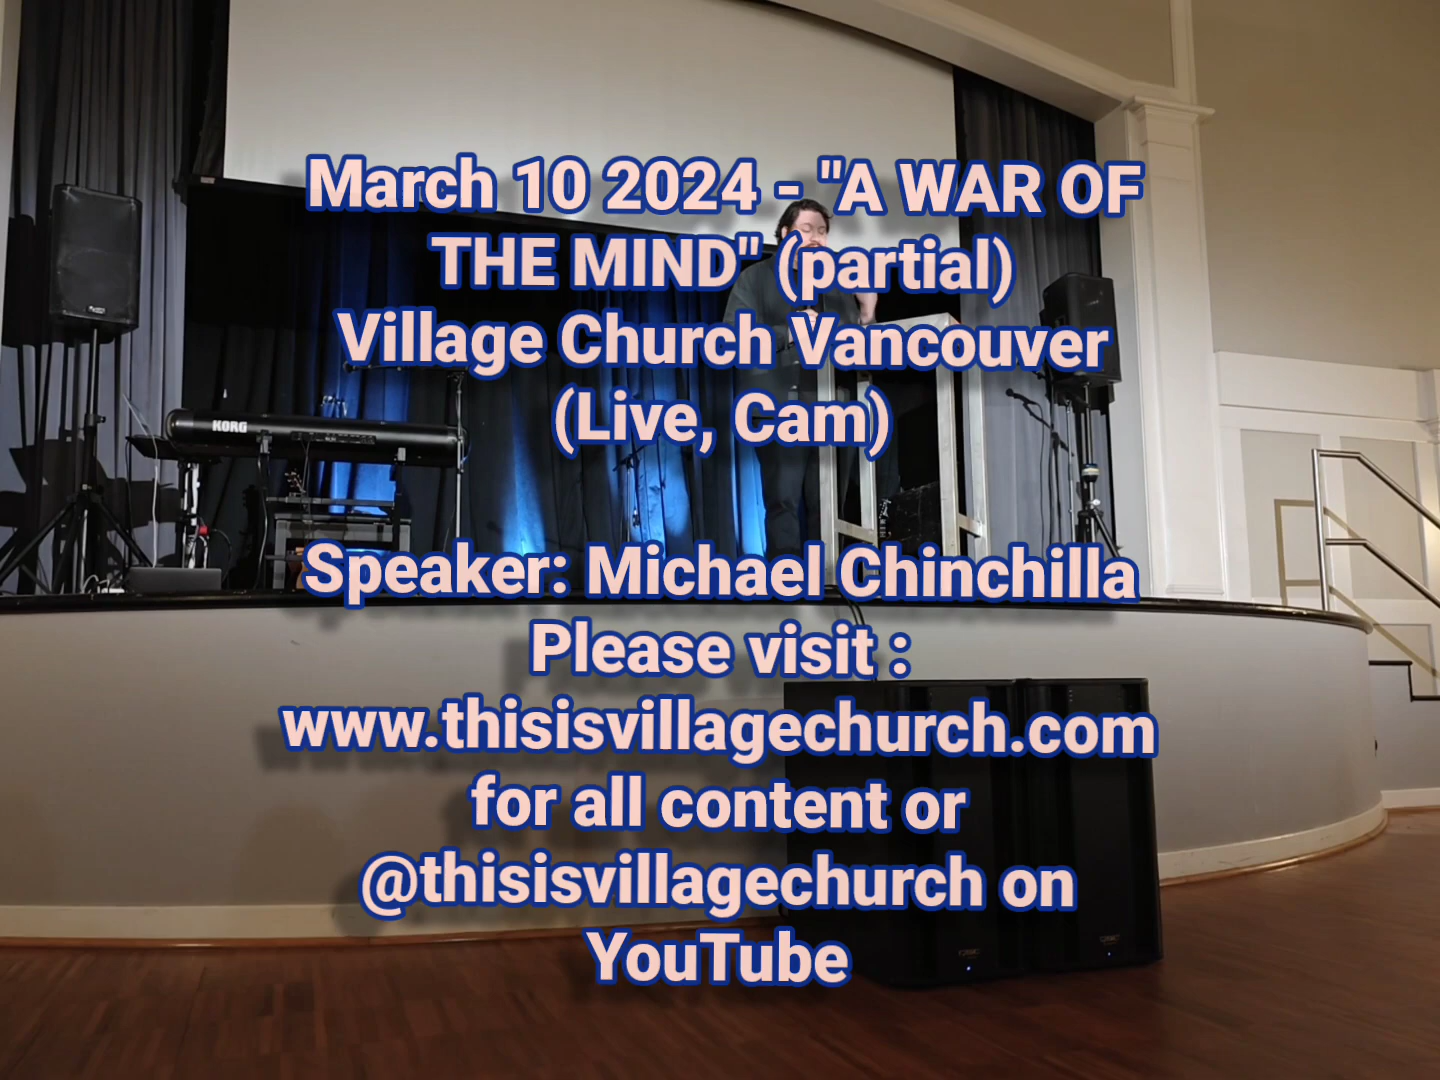 March 10 2024 - "A WAR OF
THE MIND" (partial)
Village Church Vancouver
(Live, Cam)
KORG
Speaker: Michael Chinchilla
Please visit :
www.thisisvillagechurch.com
for all content or
@thisisvillagechurch on
YouTube